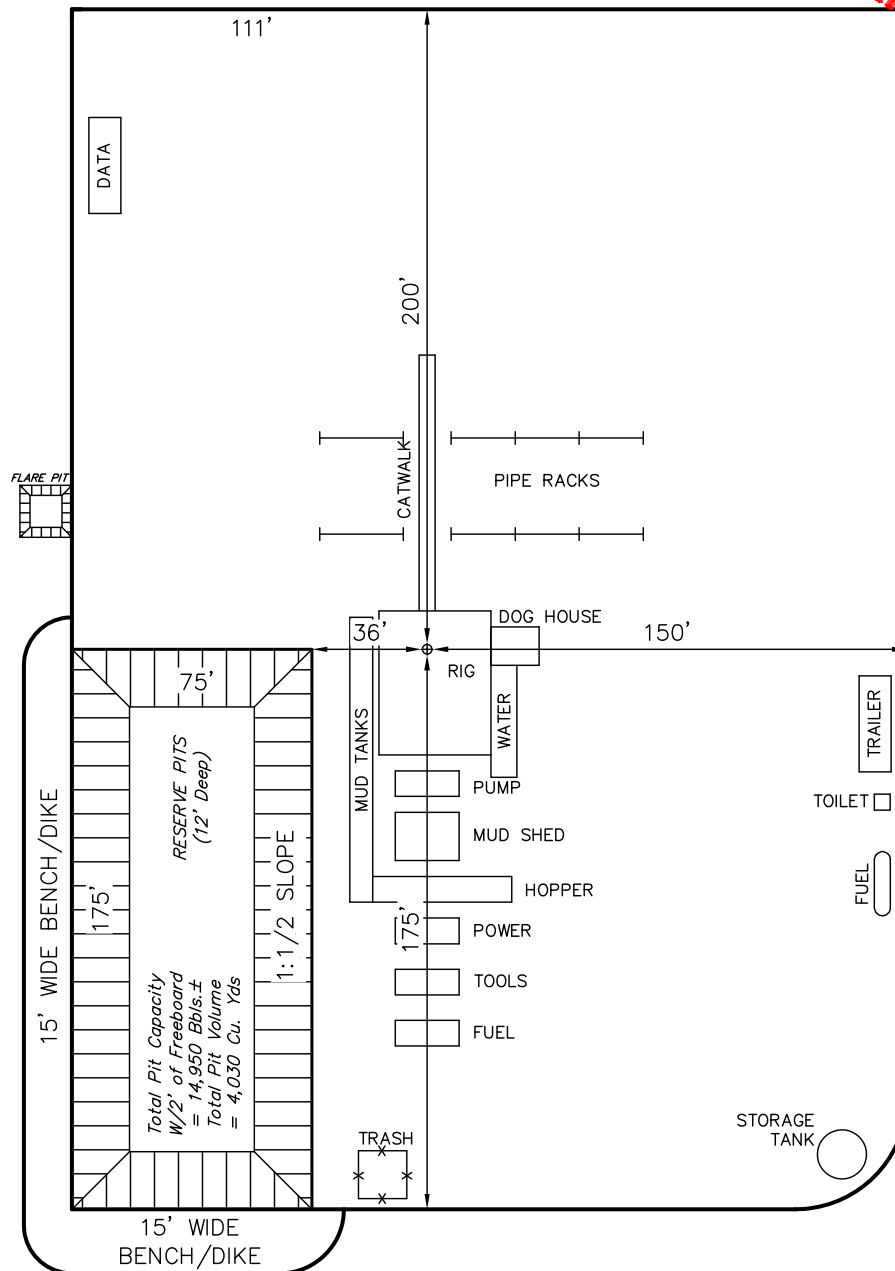 111'
DATA
200'
CATWALK
PIPE RACKS
FLARE PIT
DOG HOUSE
36'
150'
RIG
75'
MUD TANKS
WATER
TRAILER
RESERVE PITS
(12' Deep)
PUMP
TOILET
MUD SHED
15' WIDE BENCH/DIKE
175'
1:1/2 SLOPE
HOPPER
FUEL
175'
POWER
TOOLS
FUEL
Total Pit Capacity
W/2' of Freeboard
= 14,950 Bbls.±
Total Pit Volume
= 4,030 Cu. Yds
TRASH
STORAGE
TANK
15' WIDE
BENCH/DIKE